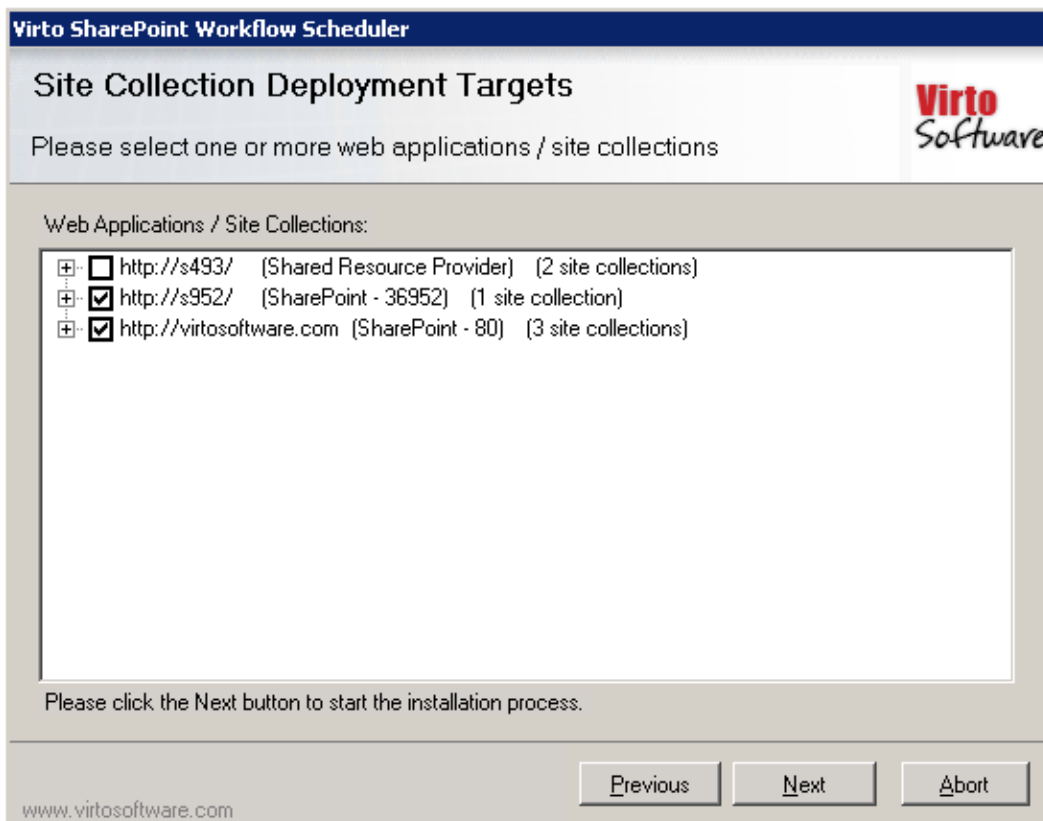 Virto SharePoint Workflow Scheduler
Site Collection Deployment Targets
Virto
Software
Please select one or more web applications / site collections
Web Applications / Site Collections:
http://s493/ (Shared Resource Provider) (2 site collections)
http://s952/ (SharePoint - 36952) (1 site collection)
http://virtosoftware.com (SharePoint - 80) (3 site collections)
Please click the Next button to start the installation process.
Previous
Next
Abort
www.virtosoftware.com